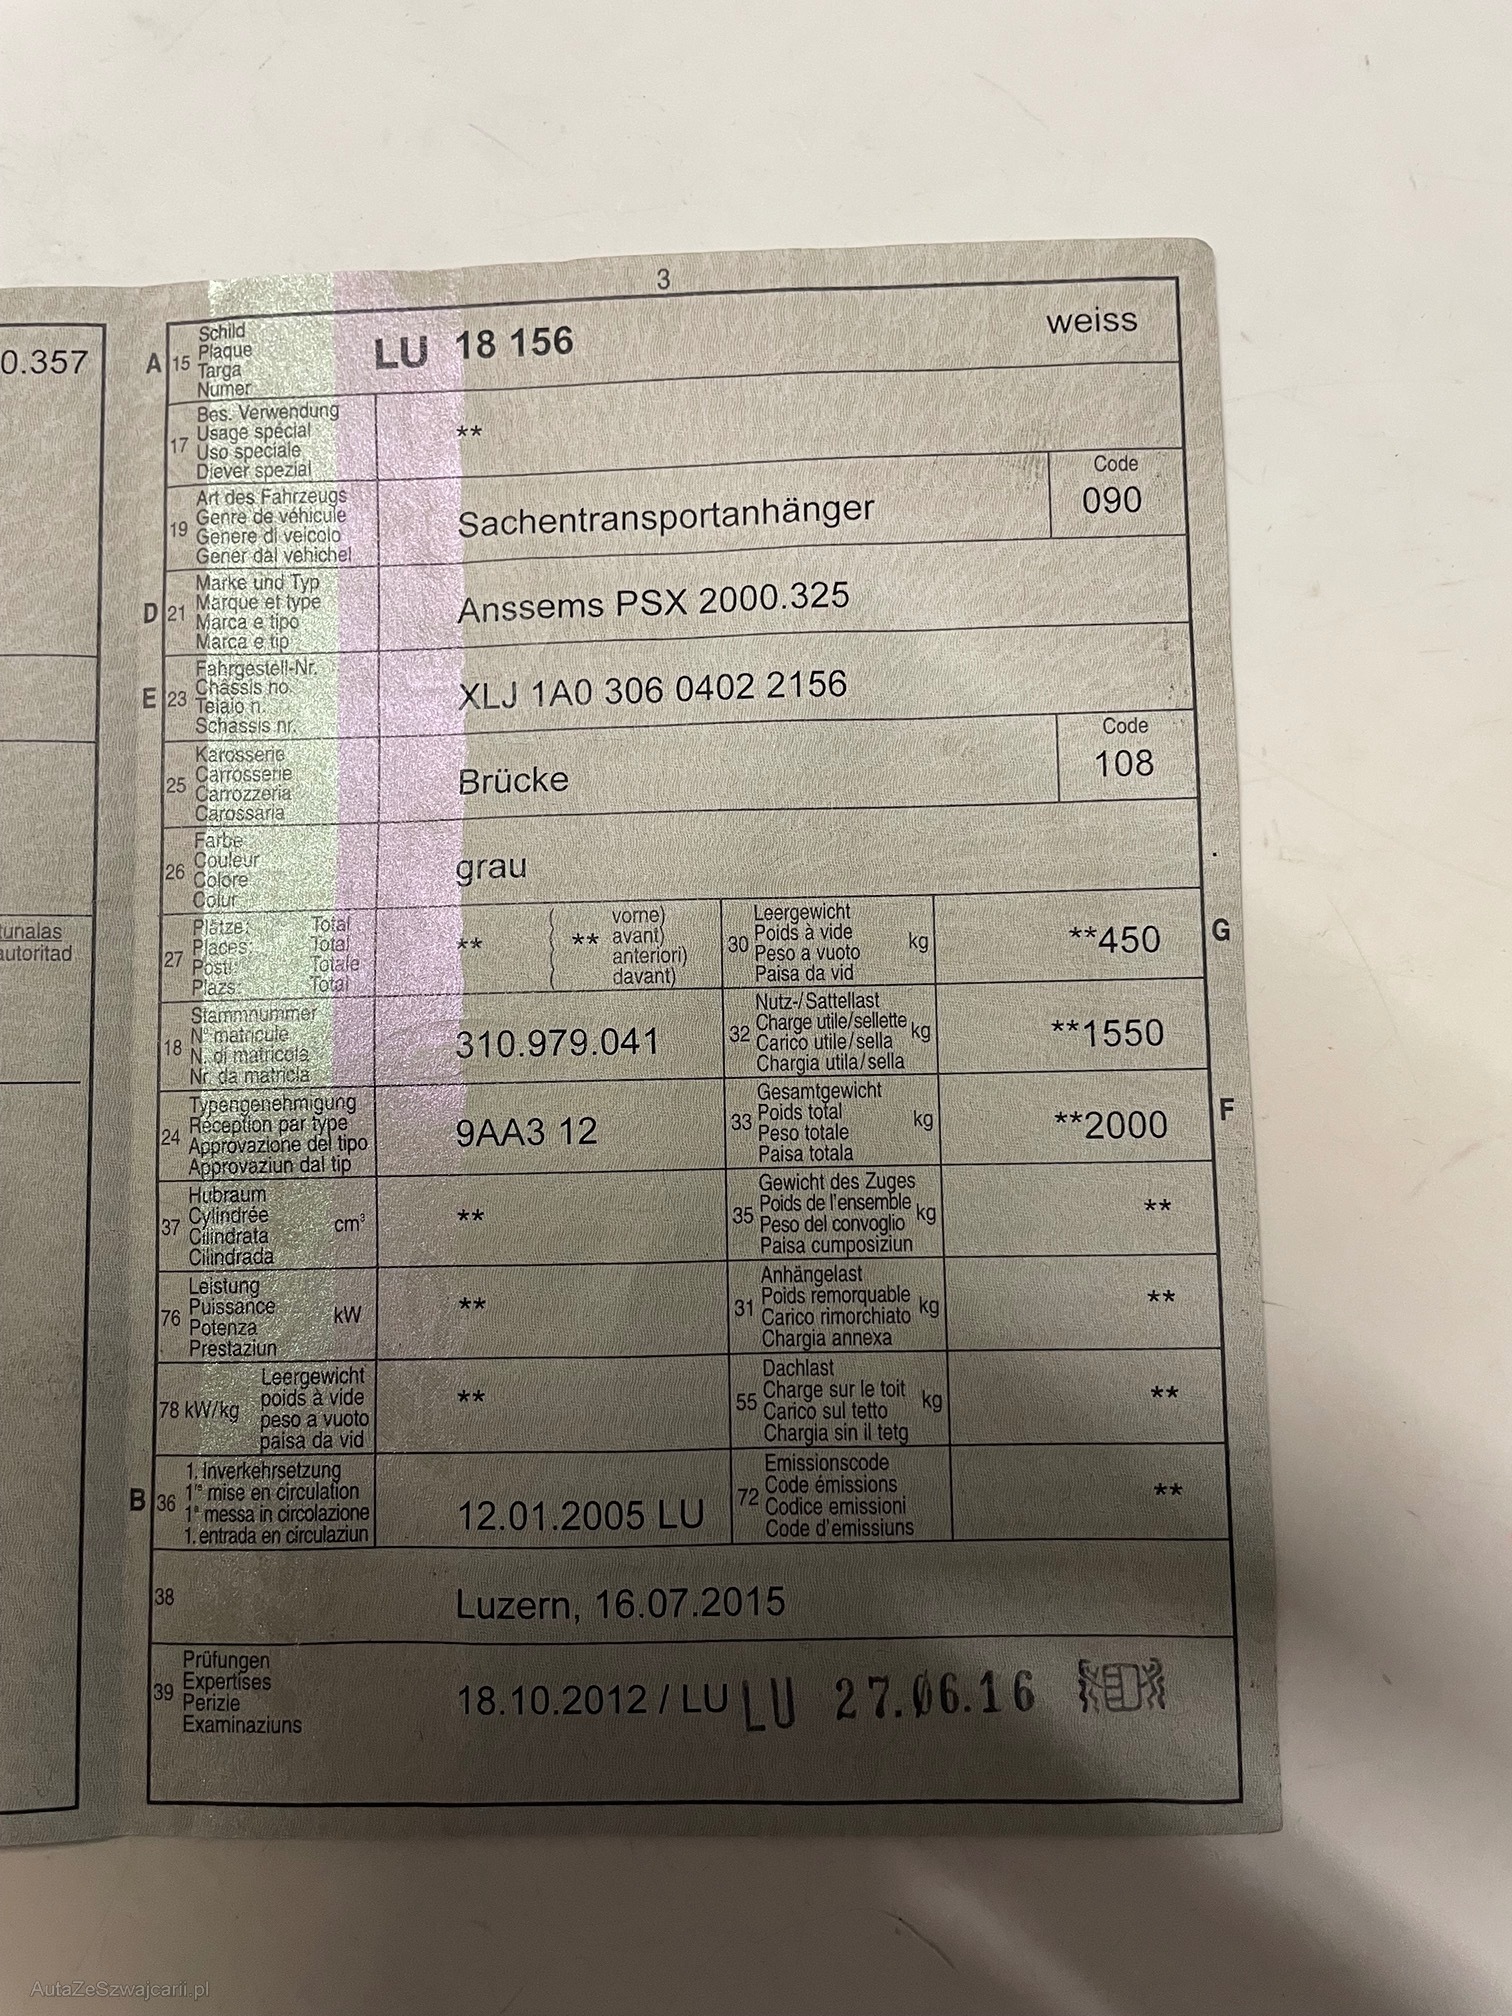 3
0.357
unalas
autoritad
A 15 Schild
Plaque
Targa
Numer
LU 18 156 weiss
17 Bes. Verwendung
Usage spécial
Uso speciale
Diever spezial
**
19 Art des Fahrzeugs
Genre de véhicule
Genere di veicolo
Gener dal vehichel
Sachentransportanhänger
Code
090
D 21 Marke und Typ
Marque et type
Marca e tipo
Marca e tip
Anssems PSX 2000.325
E 23 Fahrgestell-Nr.
Châssis no.
Telaio n.
Schassis nr.
XLJ 1A0 306 0402 2156
25 Karosserie
Carrosserie
Carrozzeria
Carossaria
Brücke
Code
108
26 Farbe
Couleur
Colore
Colur
grau
27 Plätze: Total
Places: Total
Posti: Totale
Plazs: Total
**
( vorne)
( ** avant)
( anteriori)
( davant)
30 Leergewicht
Poids à vide
Peso a vuoto
Paisa da vid
kg
**450
G
18 Stammnummer
N° matricule
N. di matricola
Nr. da matricla
310.979.041
32 Nutz-/Sattellast
Charge utile/sellette
Carico utile/sella
Chargia utila/sella
kg
**1550
24 Typengenehmigung
Réception par type
Approvazione del tipo
Approvaziun dal tip
9AA3 12
33 Gesamtgewicht
Poids total
Peso totale
Paisa totala
kg
**2000
F
37 Hubraum
Cylindrée
Cilindrata
Cilindrada
cm³
**
35 Gewicht des Zuges
Poids de l'ensemble
Peso del convoglio
Paisa cumposiziun
kg
**
76 Leistung
Puissance
Potenza
Prestaziun
kW
**
31 Anhängelast
Poids remorquable
Carico rimorchiato
Chargia annexa
kg
**
78 kW/kg Leergewicht
poids à vide
peso a vuoto
paisa da vid
**
55 Dachlast
Charge sur le toit
Carico sul tetto
Chargia sin il tetg
kg
**
B 36 1. Inverkehrsetzung
1re mise en circulation
1a messa in circolazione
1. entrada en circulaziun
12.01.2005 LU
72 Emissionscode
Code émissions
Codice emissioni
Code d'emissiuns
**
38 Luzern, 16.07.2015
39 Prüfungen
Expertises
Perizie
Examinaziuns
18.10.2012 / LU LU 27.06.16
AutaZeSzwajcarii.pl